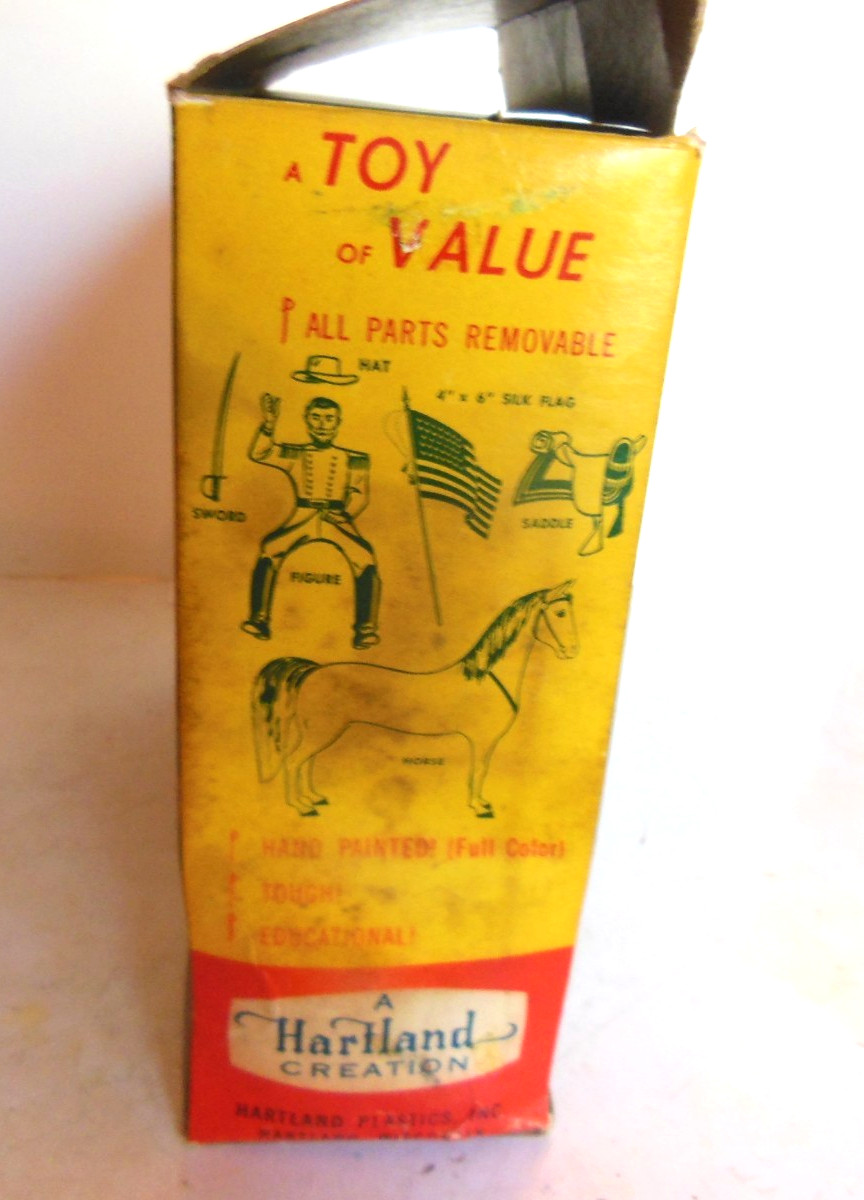 A TOY
OF VALUE
ALL PARTS REMOVABLE
HAT
4" x 6" SILK FLAG
SWORD
SADDLE
FIGURE
HORSE
HAND PAINTED! (Full Color)
TOUGH!
EDUCATIONAL!
A
Hartland
CREATION
HARTLAND PLASTICS, INC.
HARTLAND,